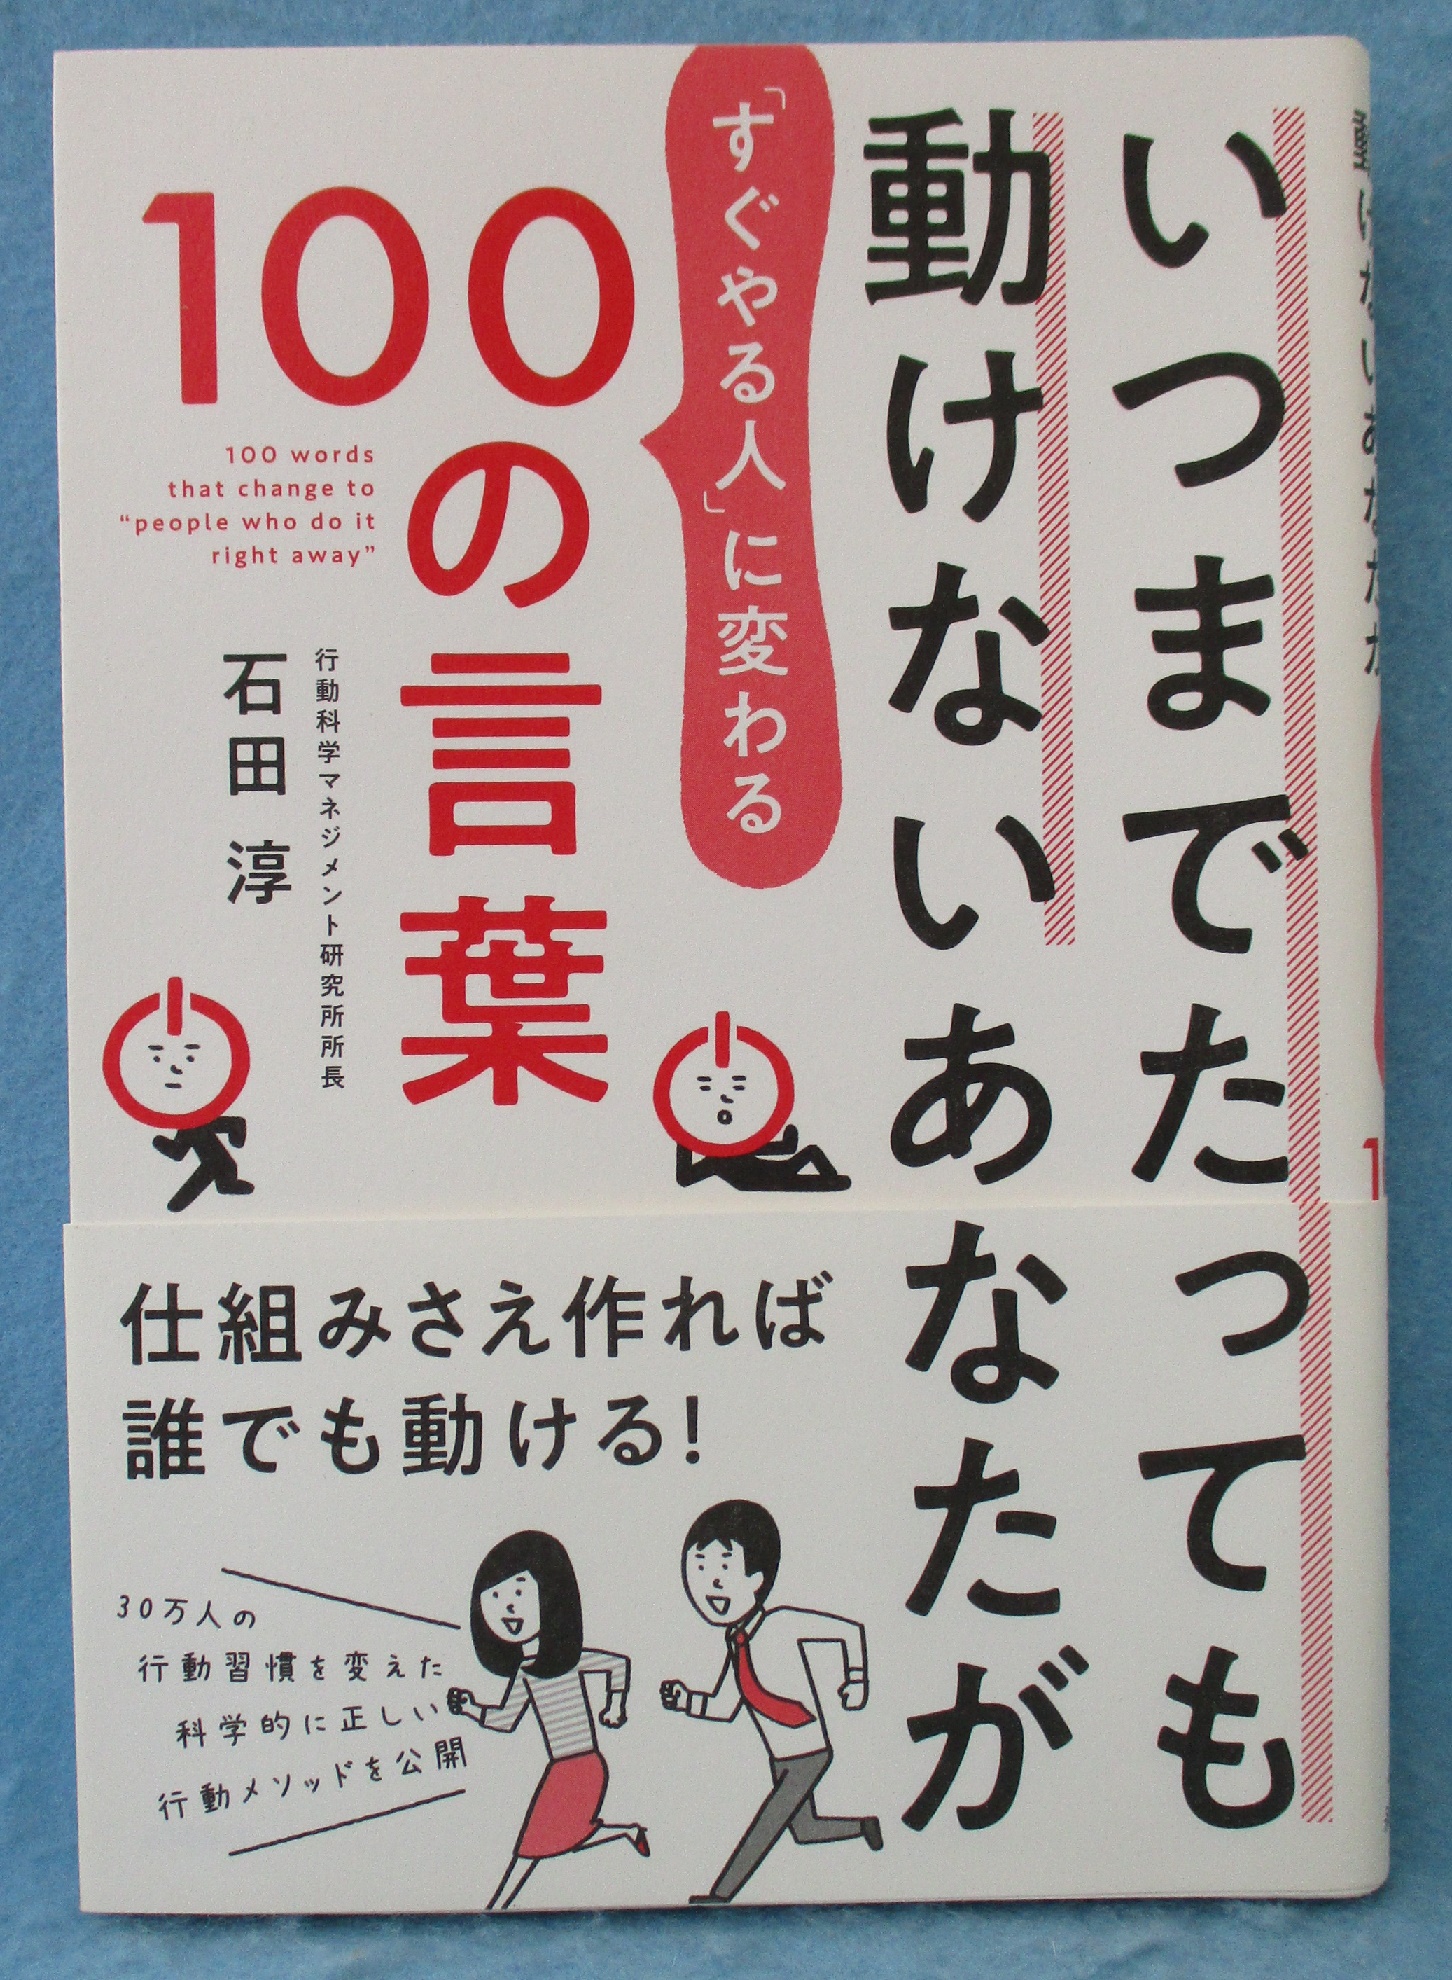 いつまでたっても
動けないあなたが
「すぐやる人」に変わる
100
の言葉
100 words
that change to
“people who do it
right away”
行動科学マネジメント研究所所長
石田 淳
仕組みさえ作れば
誰でも動ける!
30万人の
行動習慣を変えた
科学的に正しい
行動メソッドを公開